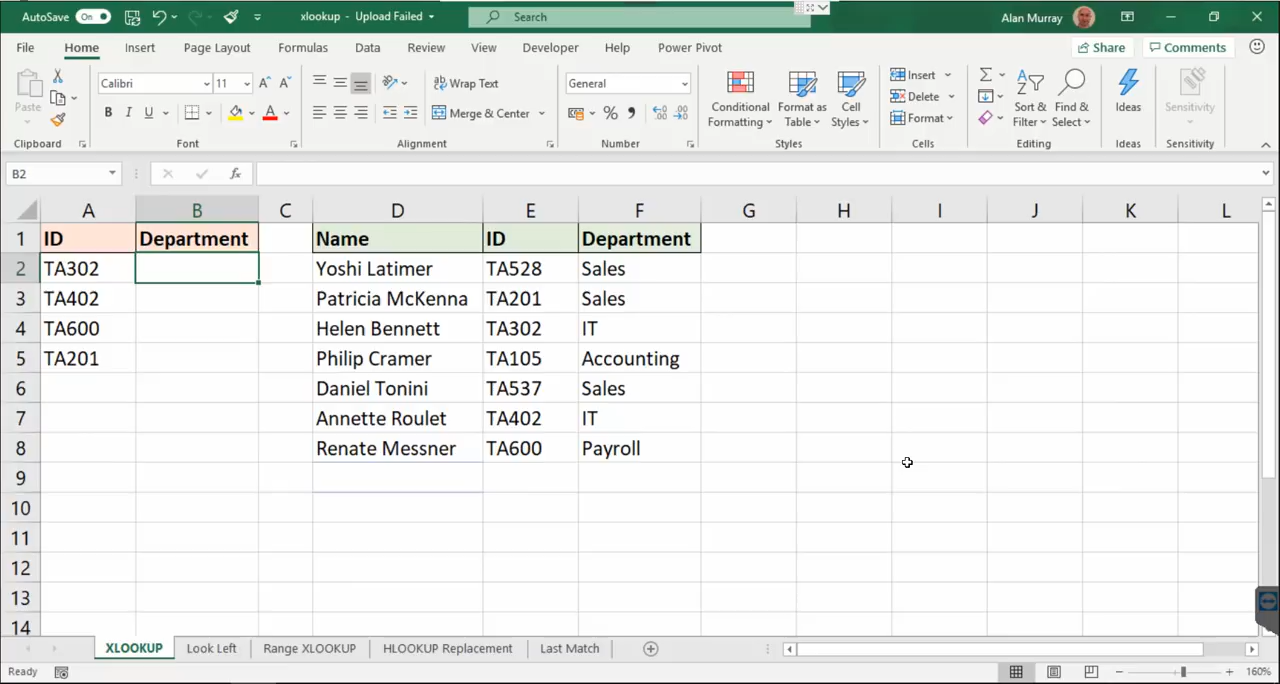 AutoSave On xlookup - Upload Failed Search Alan Murray
File Home Insert Page Layout Formulas Data Review View Developer Help Power Pivot Share Comments
Paste Calibri 11 Wrap Text General Conditional Formatting Format as Table Cell Styles Insert Sort & Filter Find & Select Ideas Sensitivity
B I U Merge & Center % Delete
Format
Clipboard Font Alignment Number Styles Cells Editing Ideas Sensitivity
B2 fx
A B C D E F G H I J K L
1 ID Department Name ID Department
2 TA302 Yoshi Latimer TA528 Sales
3 TA402 Patricia McKenna TA201 Sales
4 TA600 Helen Bennett TA302 IT
5 TA201 Philip Cramer TA105 Accounting
6 Daniel Tonini TA537 Sales
7 Annette Roulet TA402 IT
8 Renate Messner TA600 Payroll
9
10
11
12
13
14
XLOOKUP Look Left Range XLOOKUP HLOOKUP Replacement Last Match
Ready 160%